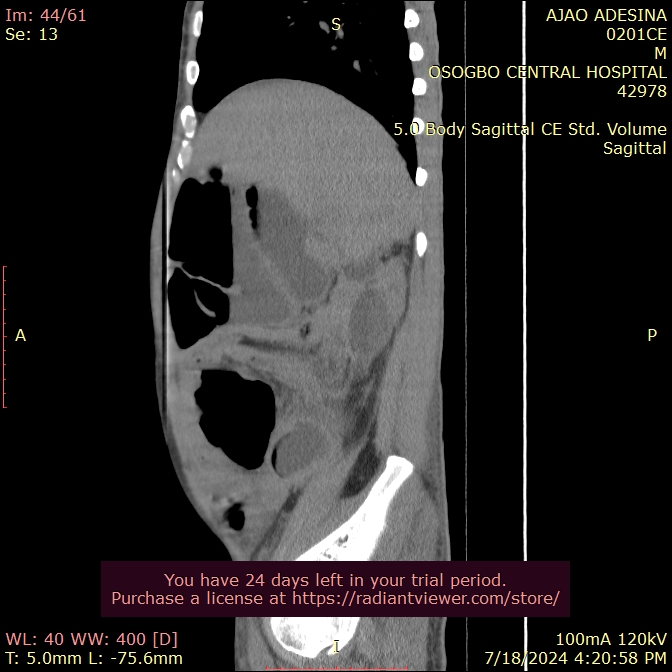 Im: 44/61
Se: 13
S
AJAO ADESINA
0201CE
M
OSOGBO CENTRAL HOSPITAL
42978
5.0 Body Sagittal CE Std. Volume
Sagittal
A
P
You have 24 days left in your trial period.
Purchase a license at https://radiantviewer.com/store/
WL: 40 WW: 400 [D]
T: 5.0mm L: -75.6mm
I
100mA 120kV
7/18/2024 4:20:58 PM